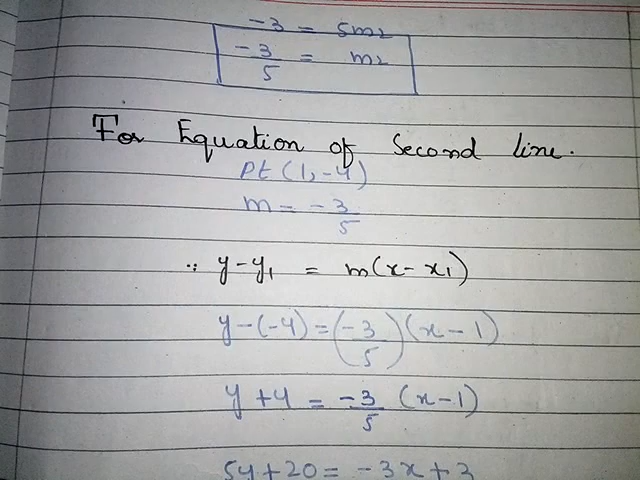 -3 = 5m₂
-3/5 = m₂
For Equation of Second line.
Pt (1, -4)
m = -3/5
∵ y-y₁ = m(x-x₁)
y-(-4) = (-3/5)(x-1)
y+4 = -3/5 (x-1)
5y+20 = -3x+3